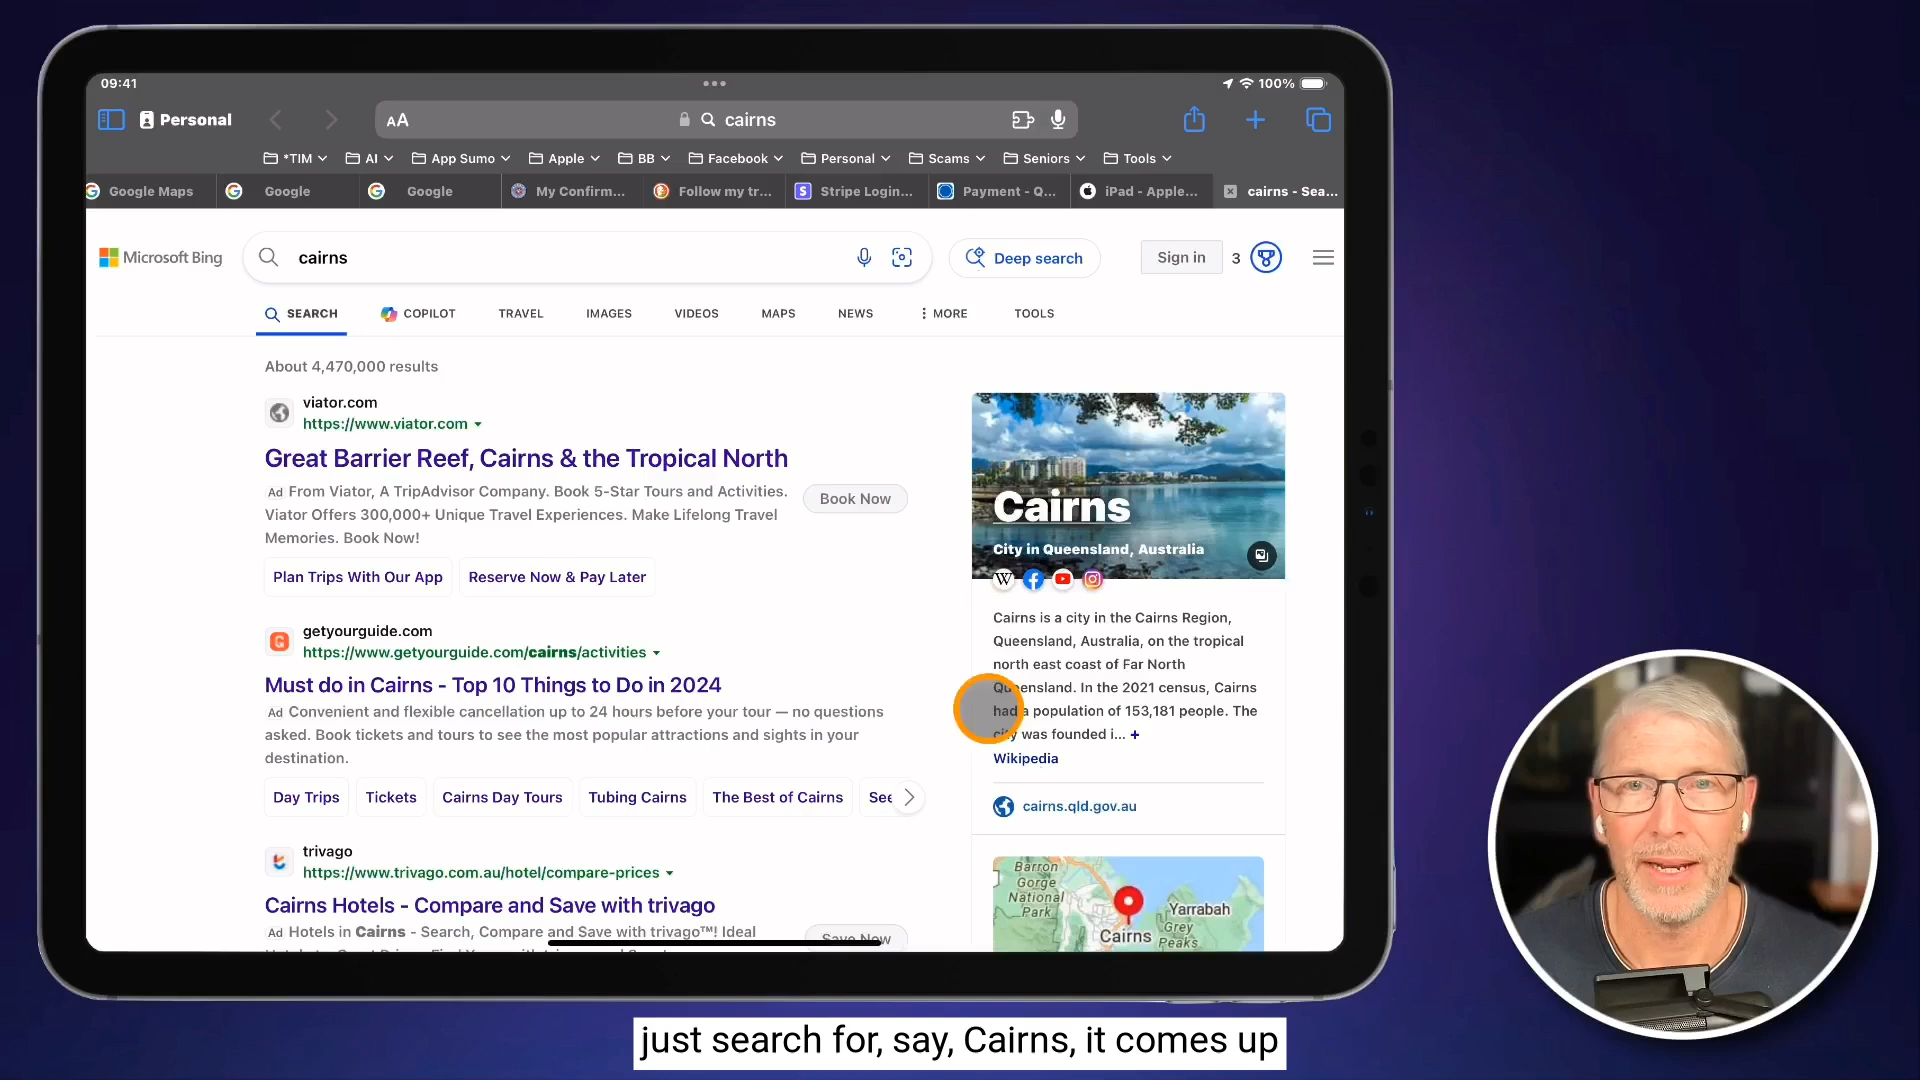 09:41
100%
Personal
AA
cairns
*TIM
AI
App Sumo
Apple
BB
Facebook
Personal
Scams
Seniors
Tools
Google Maps
Google
Google
My Confirm...
Follow my tr...
Stripe Login...
Payment - Q...
iPad - Apple...
cairns - Sea...
Microsoft Bing
cairns
Deep search
Sign in
3
SEARCH
COPILOT
TRAVEL
IMAGES
VIDEOS
MAPS
NEWS
MORE
TOOLS
About 4,470,000 results
viator.com
https://www.viator.com
Great Barrier Reef, Cairns & the Tropical North
Ad From Viator, A TripAdvisor Company. Book 5-Star Tours and Activities.
Viator Offers 300,000+ Unique Travel Experiences. Make Lifelong Travel
Memories. Book Now!
Book Now
Plan Trips With Our App
Reserve Now & Pay Later
getyourguide.com
https://www.getyourguide.com/cairns/activities
Must do in Cairns - Top 10 Things to Do in 2024
Ad Convenient and flexible cancellation up to 24 hours before your tour — no questions
asked. Book tickets and tours to see the most popular attractions and sights in your
destination.
Day Trips
Tickets
Cairns Day Tours
Tubing Cairns
The Best of Cairns
See
trivago
https://www.trivago.com.au/hotel/compare-prices
Cairns Hotels - Compare and Save with trivago
Ad Hotels in Cairns - Search, Compare and Save with trivago™! Ideal
Save Now
Cairns
City in Queensland, Australia
W
Cairns is a city in the Cairns Region,
Queensland, Australia, on the tropical
north east coast of Far North
Queensland. In the 2021 census, Cairns
had a population of 153,181 people. The
city was founded i... +
Wikipedia
cairns.qld.gov.au
Barron
Gorge
National
Park
Cairns
Yarrabah
Grey
Peaks
just search for, say, Cairns, it comes up